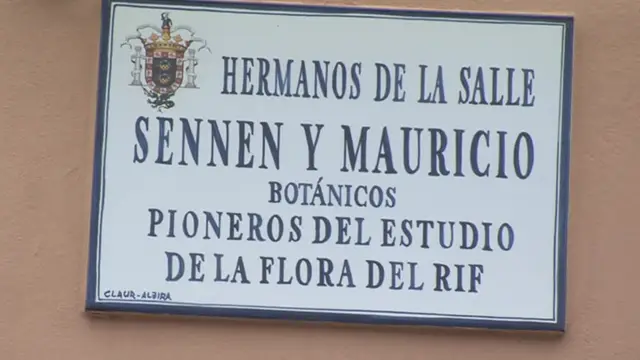 HERMANOS DE LA SALLE
SENNEN Y MAURICIO
BOTÁNICOS
PIONEROS DEL ESTUDIO
DE LA FLORA DEL RIF
CLAUR-ALBIRA